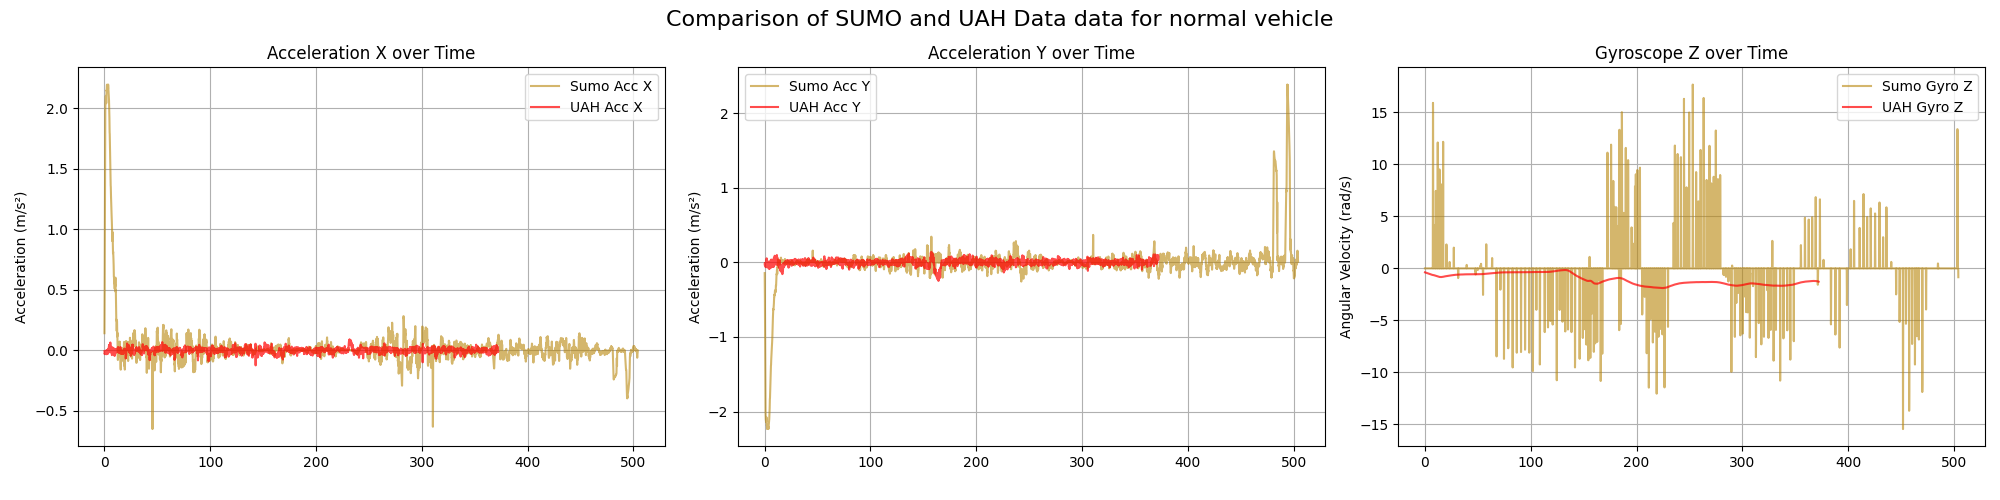 Comparison of SUMO and UAH Data data for normal vehicle
Acceleration X over Time
Acceleration (m/s²)
2.0
1.5
1.0
0.5
0.0
−0.5
0
100
200
300
400
500
Sumo Acc X
UAH Acc X
Acceleration Y over Time
Acceleration (m/s²)
2
1
0
−1
−2
0
100
200
300
400
500
Sumo Acc Y
UAH Acc Y
Gyroscope Z over Time
Angular Velocity (rad/s)
15
10
5
0
−5
−10
−15
0
100
200
300
400
500
Sumo Gyro Z
UAH Gyro Z